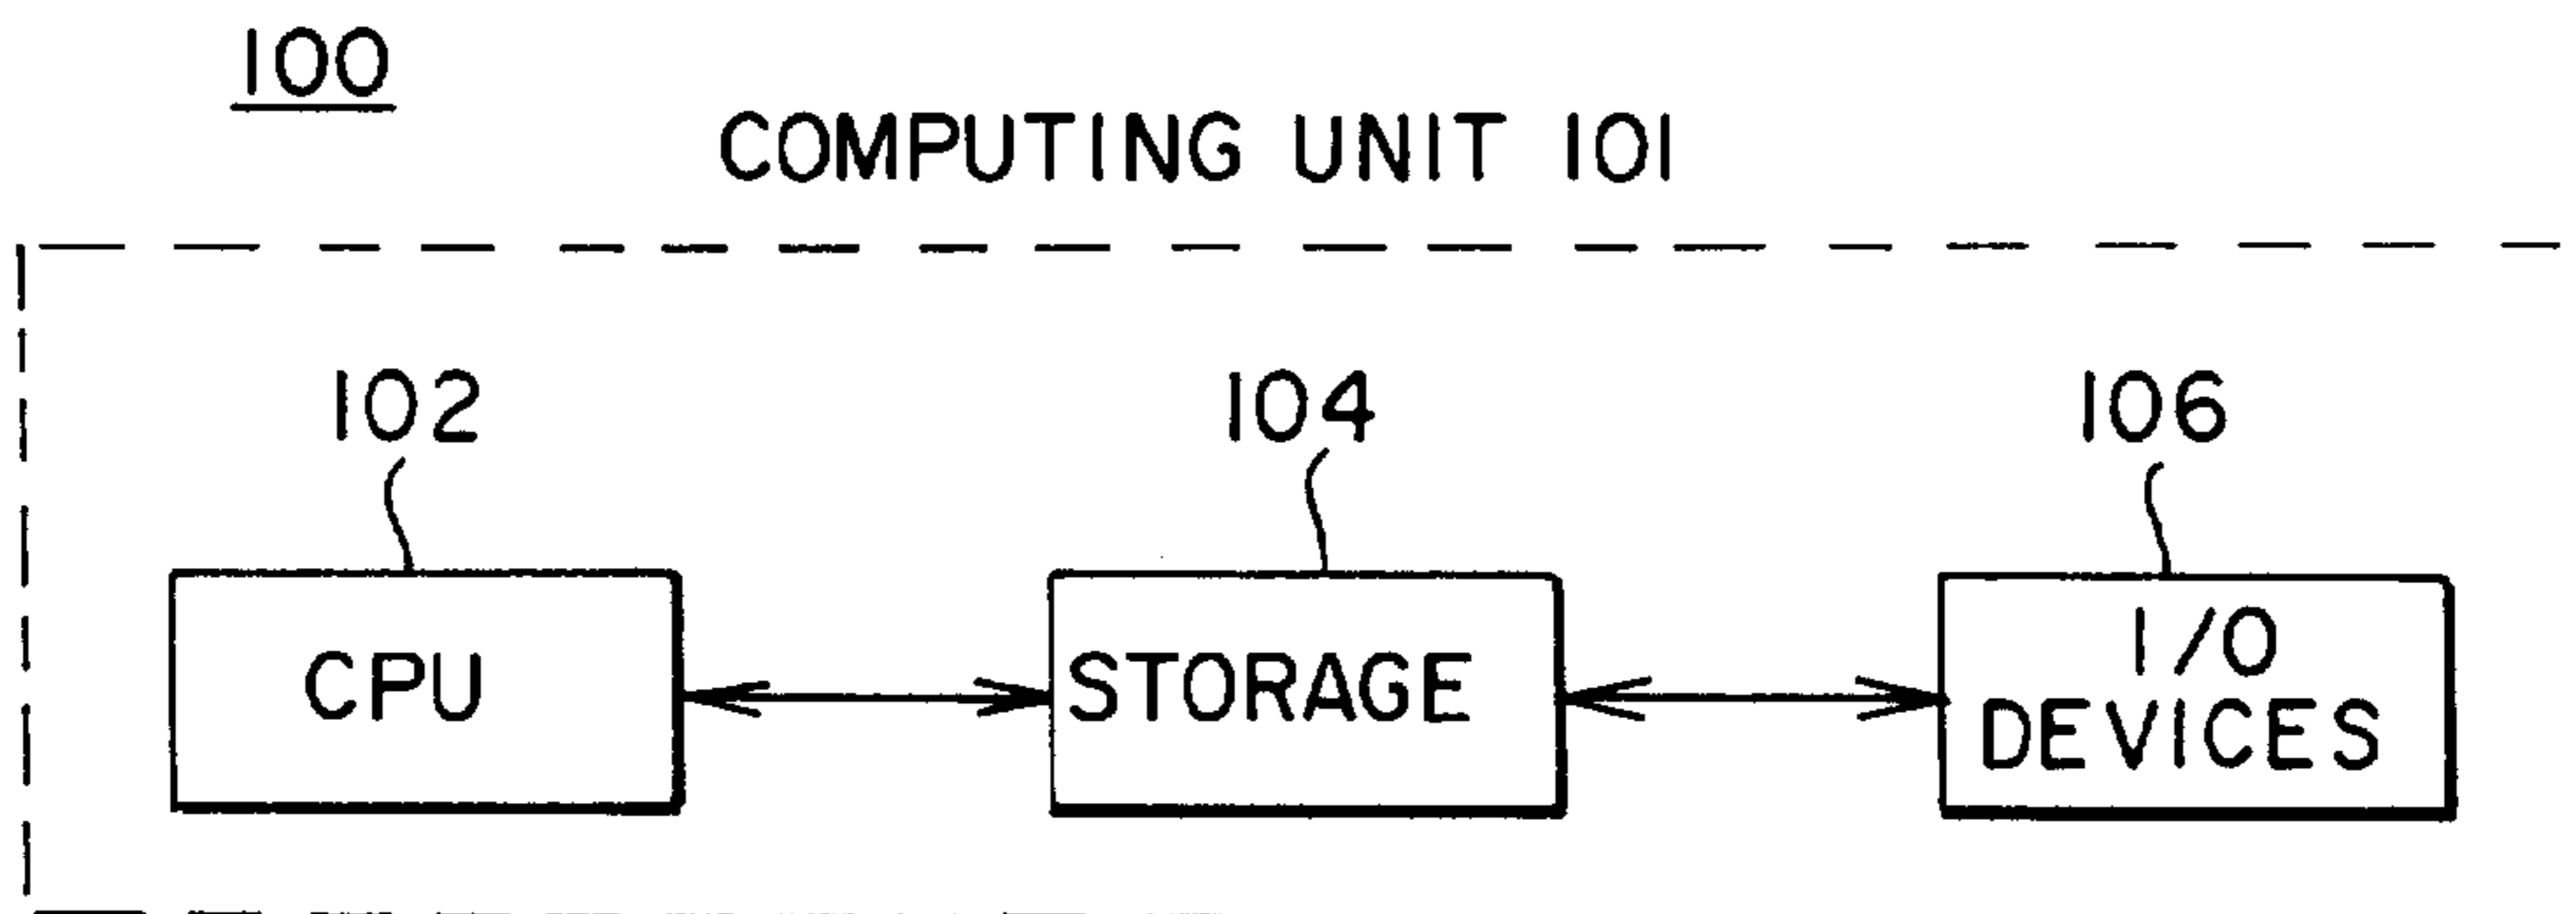 100
COMPUTING UNIT 101
102
104
106
CPU
STORAGE
I/O
DEVICES